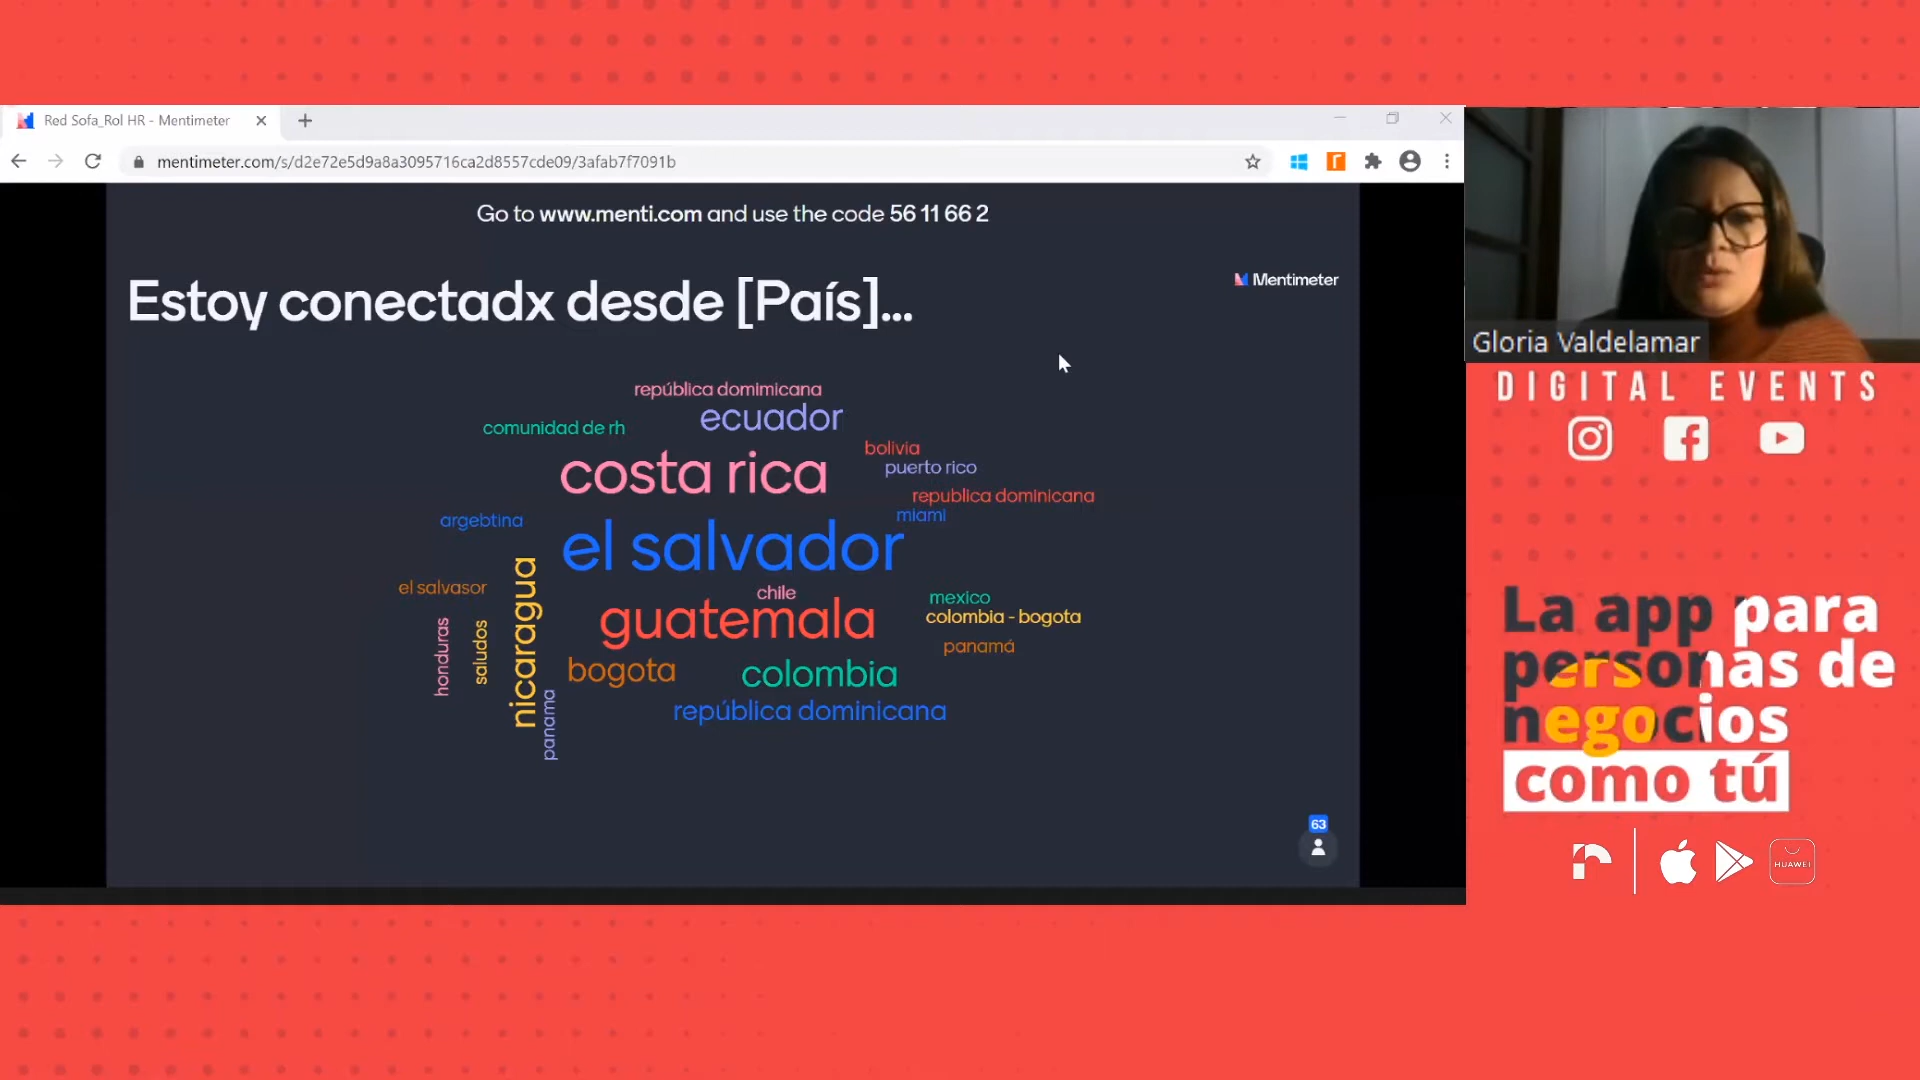 Red Sofa_Rol HR - Mentimeter
mentimeter.com/s/d2e72e5d9a8a3095716ca2d8557cde09/3afab7f7091b
Go to www.menti.com and use the code 56 11 66 2
Estoy conectadx desde [País]...
Mentimeter
república domimicana
ecuador
comunidad de rh
bolivia
costa rica
puerto rico
republica dominicana
miami
argebtina
el salvador
el salvasor
chile
mexico
guatemala
colombia - bogota
honduras
saludos
nicaragua
panamá
bogota
colombia
panama
república dominicana
63
Gloria Valdelamar
DIGITAL EVENTS
La app para
personas de
negocios
como tú
HUAWEI